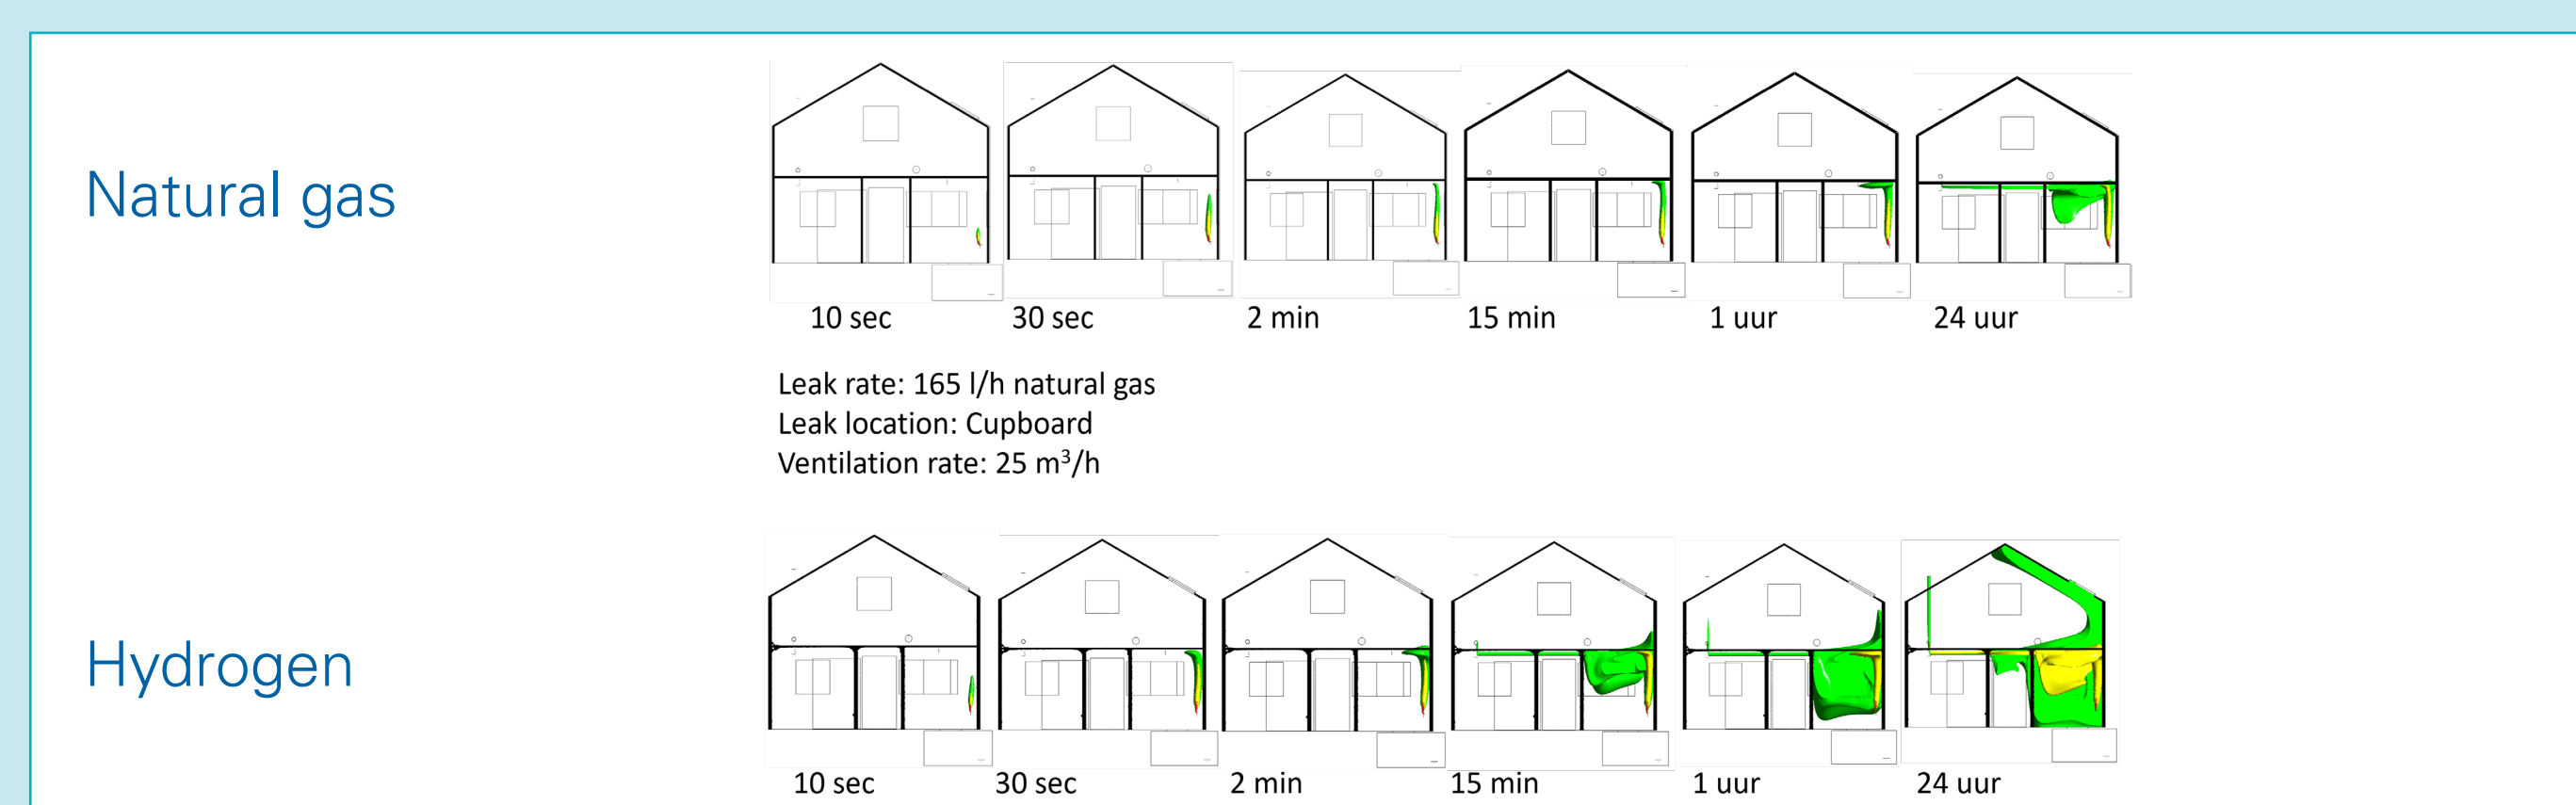 Natural gas
10 sec 30 sec 2 min 15 min 1 uur 24 uur
Leak rate: 165 l/h natural gas
Leak location: Cupboard
Ventilation rate: 25 m³/h
Hydrogen
10 sec 30 sec 2 min 15 min 1 uur 24 uur